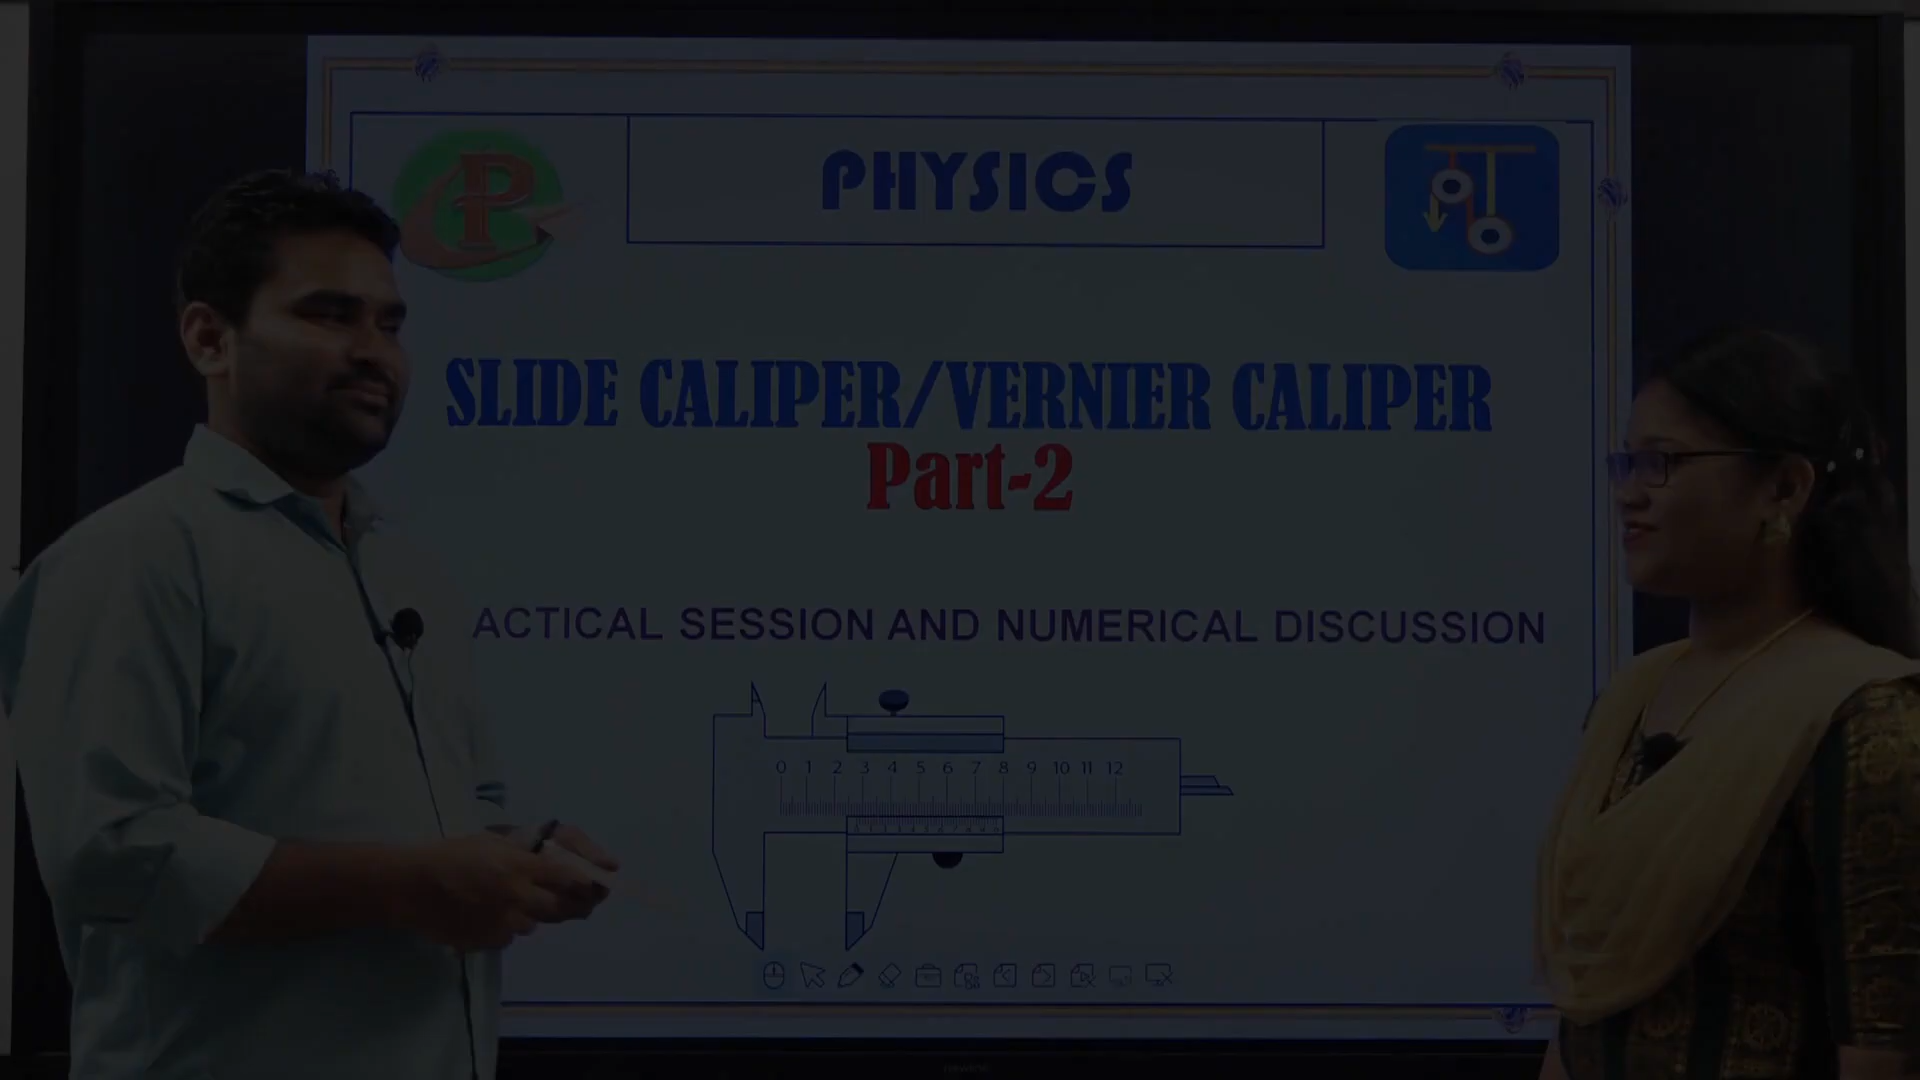 PHYSICS
P
SLIDE CALIPER/VERNIER CALIPER
Part-2
ACTICAL SESSION AND NUMERICAL DISCUSSION
0 1 2 3 4 5 6 7 8 9 10 11 12